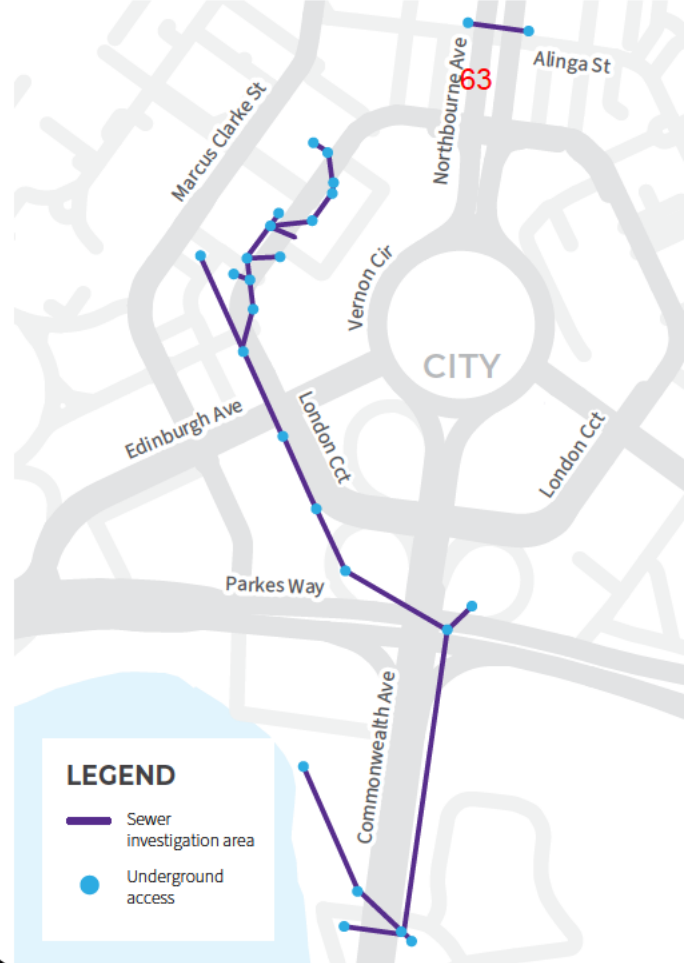 Alinga St
Northbourne Ave
63
Marcus Clarke St
Vernon Cir
CITY
Edinburgh Ave
London Cct
London Cct
Parkes Way
Commonwealth Ave
LEGEND
Sewer
investigation area
Underground
access